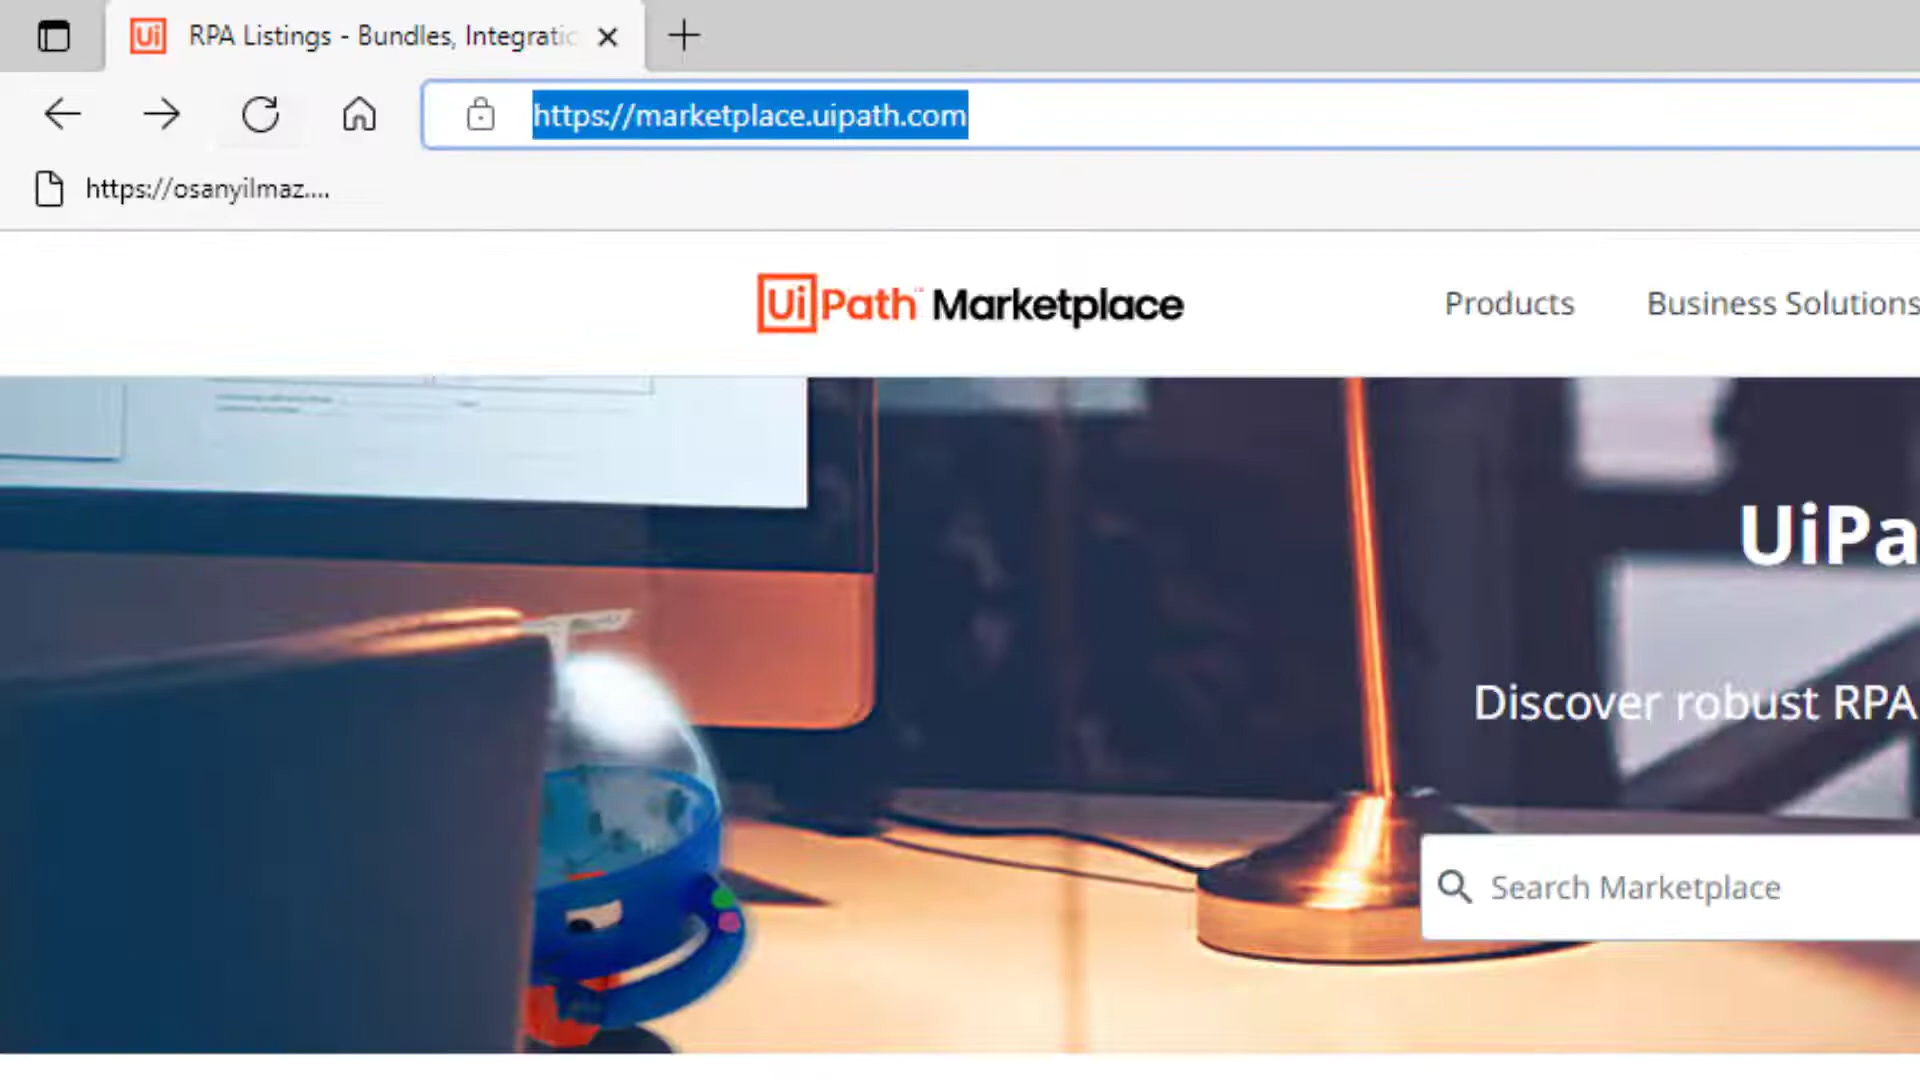 RPA Listings - Bundles, Integratic
https://marketplace.uipath.com
https://osanyilmaz....
UiPath Marketplace
Products
Business Solutions
UiPa
Discover robust RPA
Search Marketplace